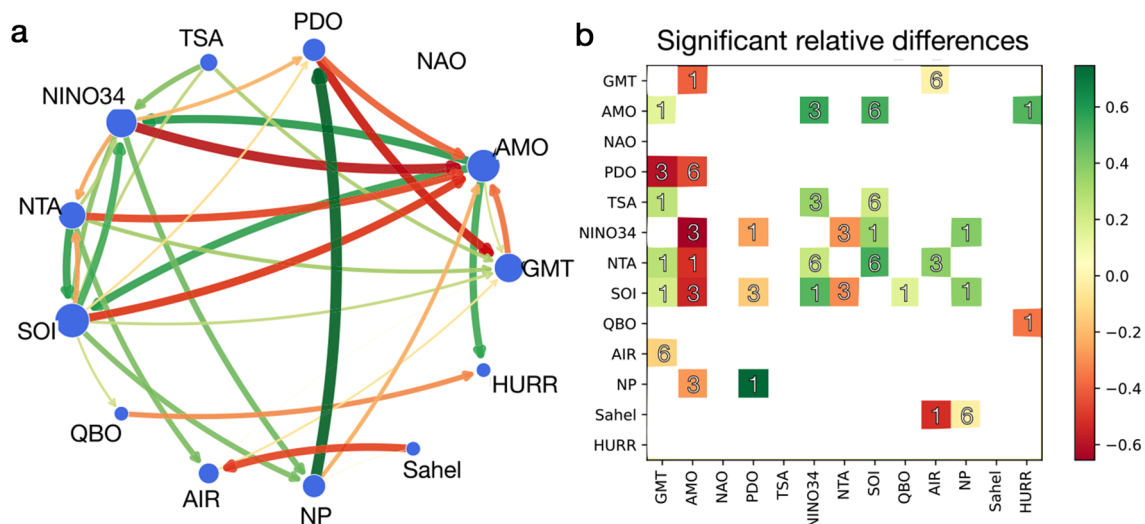 a
PDO
TSA
NAO
NINO34
AMO
NTA
GMT
SOI
HURR
QBO
Sahel
AIR
NP
b
Significant relative differences
GMT 1 6
AMO 1 3 6 1
NAO
PDO 3 6
TSA 1 3 6
NINO34 3 1 3 1 1
NTA 1 1 6 6 3
SOI 1 3 3 1 3 1 1
QBO 1
AIR 6
NP 3 1
Sahel 1 6
HURR
GMT AMO NAO PDO TSA NINO34 NTA SOI QBO AIR NP Sahel HURR
0.6
0.4
0.2
0.0
−0.2
−0.4
−0.6